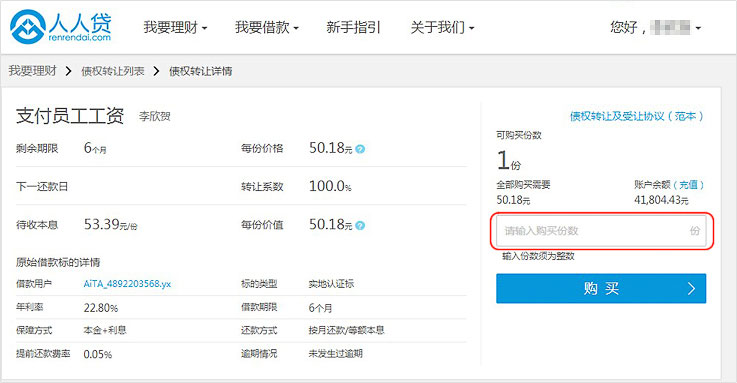 人人贷
renrendai.com
我要理财 我要借款 新手指引 关于我们 您好，
我要理财 > 债权转让列表 > 债权转让详情
支付员工工资 李欣贺
剩余期限 6个月 每份价格 50.18元 ?
下一还款日 转让系数 100.0%
待收本息 53.39元/份 每份价值 50.18元 ?
原始借款标的详情
借款用户 AiTA_4892203568.yx 标的类型 实地认证标
年利率 22.80% 借款期限 6个月
保障方式 本金+利息 还款方式 按月还款/等额本息
提前还款费率 0.05% 逾期情况 未发生过逾期
债权转让及受让协议（范本）
可购买份数
1份
全部购买需要 账户余额（充值）
50.18元 41,804.43元
请输入购买份数 份
输入份数须为整数
购 买